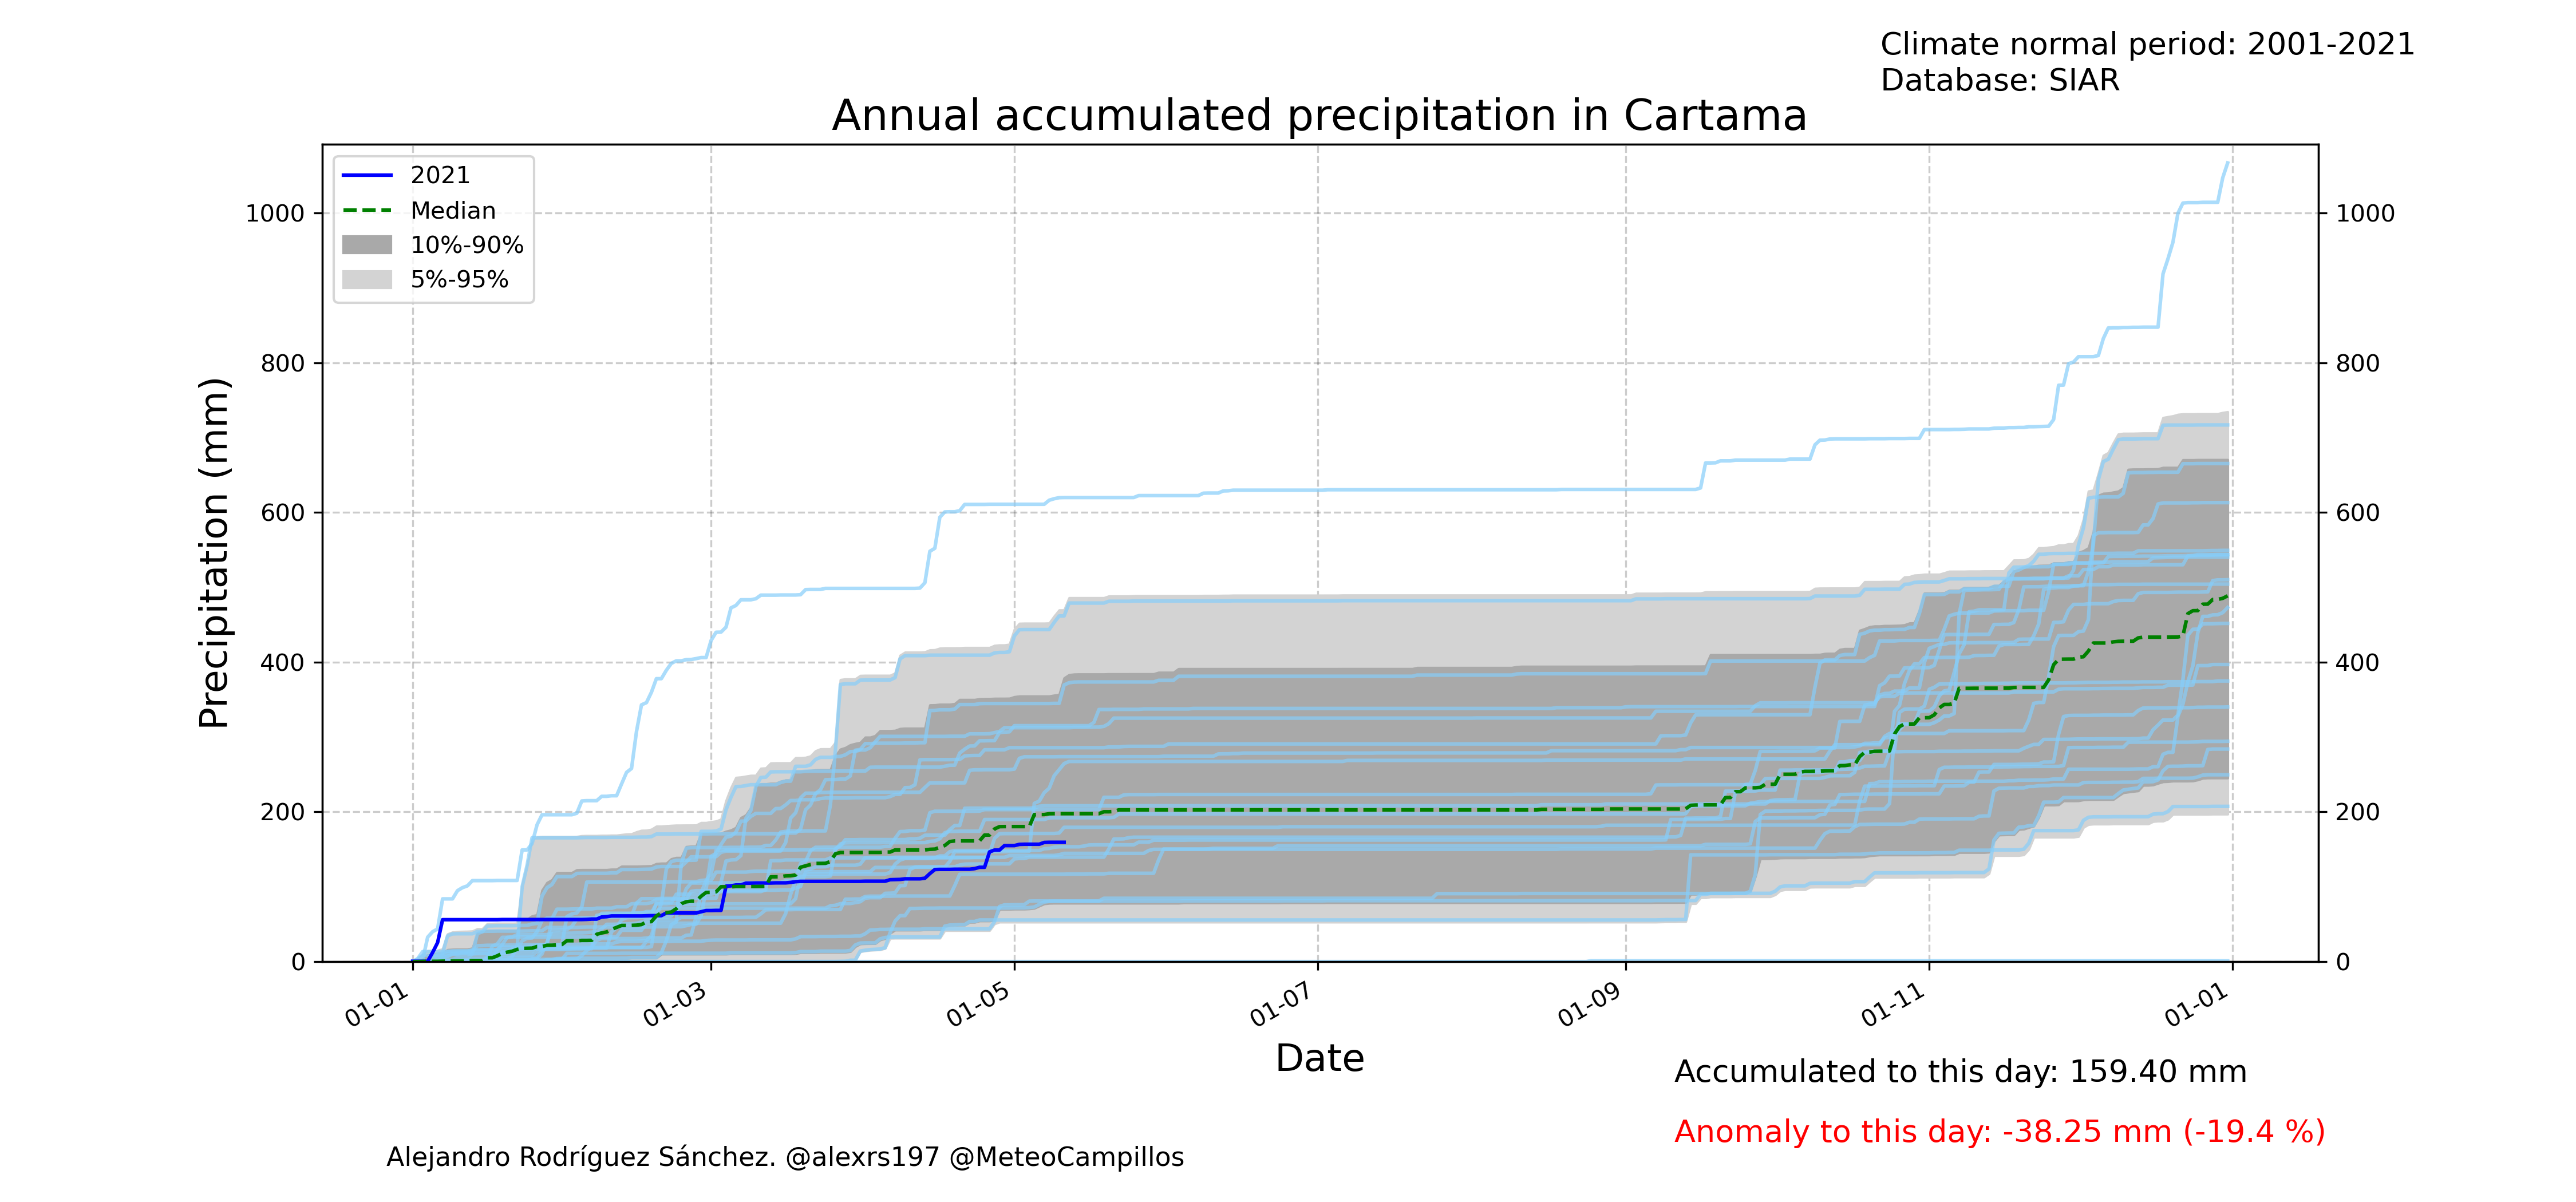 Climate normal period: 2001-2021
Database: SIAR
Annual accumulated precipitation in Cartama
2021
Median
10%-90%
5%-95%
Precipitation (mm)
1000
800
600
400
200
0
1000
800
600
400
200
0
01-01
01-03
01-05
01-07
01-09
01-11
01-01
Date
Accumulated to this day: 159.40 mm
Anomaly to this day: -38.25 mm (-19.4 %)
Alejandro Rodríguez Sánchez. @alexrs197 @MeteoCampillos